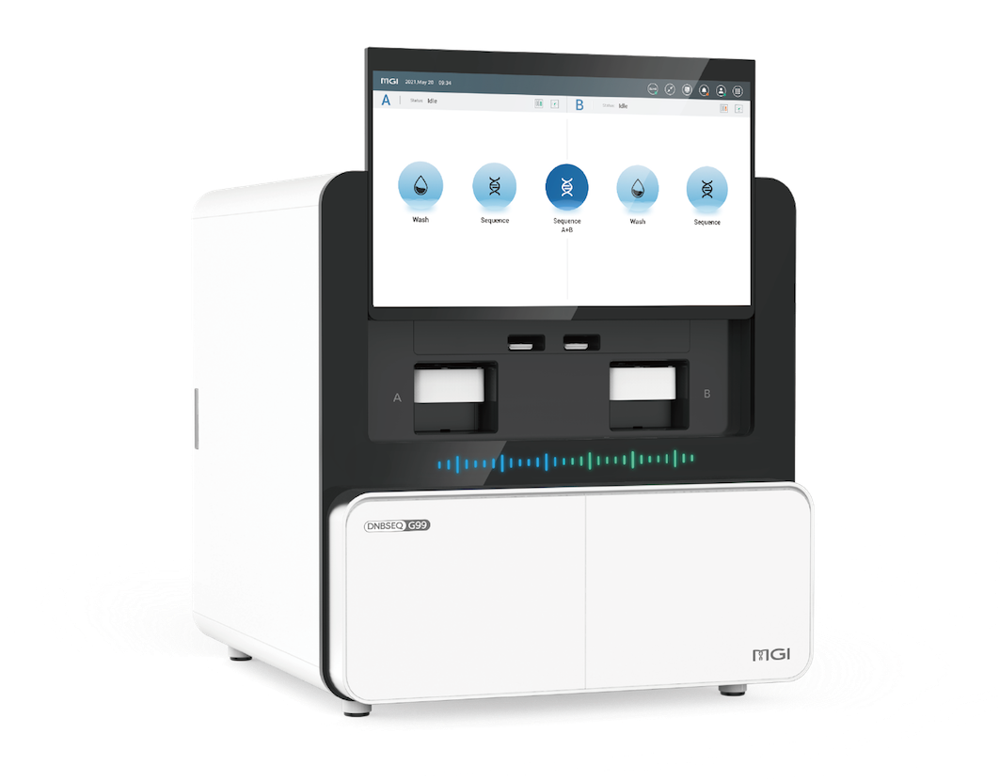 MGI 2021,May 20 09:34
A Status: Idle B Status: Idle
Wash
Sequence
Sequence
A+B
Wash
Sequence
A
B
DNBSEQ G99
MGI